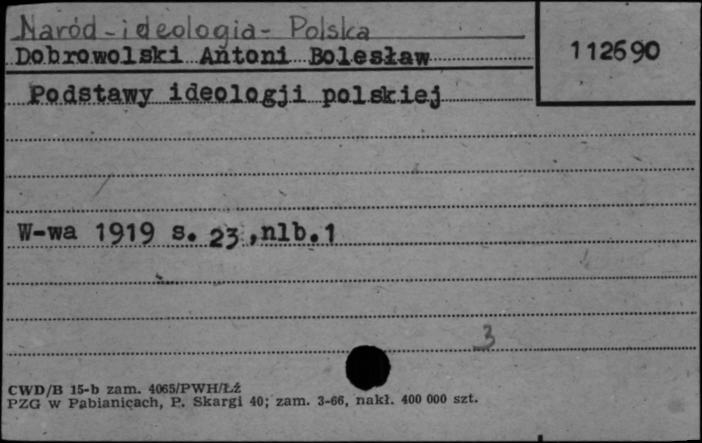 Naród - ideologia - Polska
Dobrowolski Antoni Bolesław
112690
Podstawy ideologji polskiej
W-wa 1919 s. 23 ,nlb.1
3
CWD/B 15-b zam. 4065/PWH/Łź
PZG w Pabianicach, P. Skargi 40; zam. 3-66, nakł. 400 000 szt.